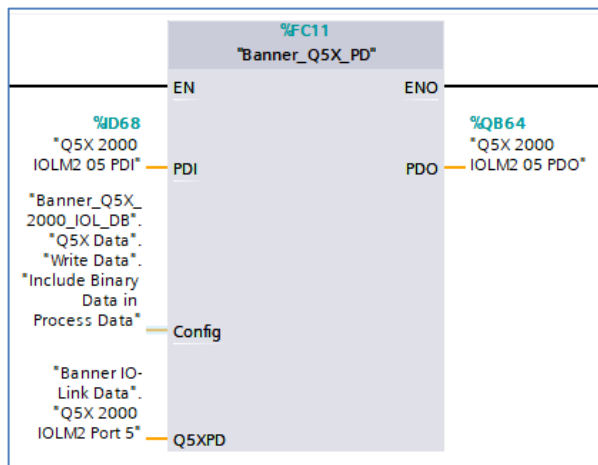 %FC11
"Banner_Q5X_PD"
EN
ENO
%ID68
"Q5X 2000
IOLM2 05 PDI"
PDI
%QB64
"Q5X 2000
IOLM2 05 PDO"
PDO
"Banner_Q5X_
2000_IOL_DB".
"Q5X Data".
"Write Data".
"Include Binary
Data in
Process Data"
Config
"Banner IO-
Link Data".
"Q5X 2000
IOLM2 Port 5"
Q5XPD